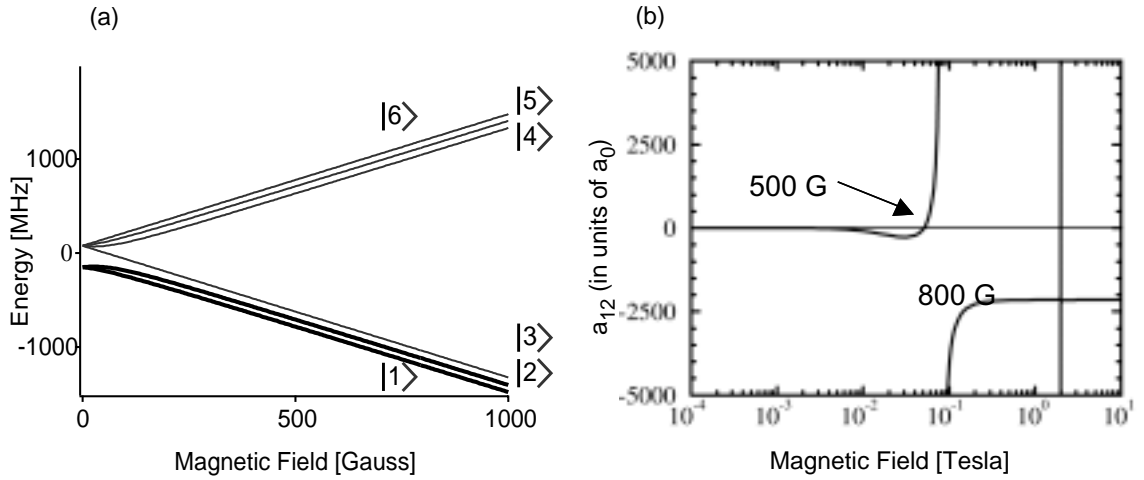 (a)
Energy [MHz]
1000
0
-1000
|6⟩
|5⟩
|4⟩
|3⟩
|2⟩
|1⟩
0
500
1000
Magnetic Field [Gauss]
(b)
a₁₂ (in units of a₀)
5000
2500
0
-2500
-5000
500 G
800 G
10⁻⁴
10⁻³
10⁻²
10⁻¹
10⁰
10¹
Magnetic Field [Tesla]